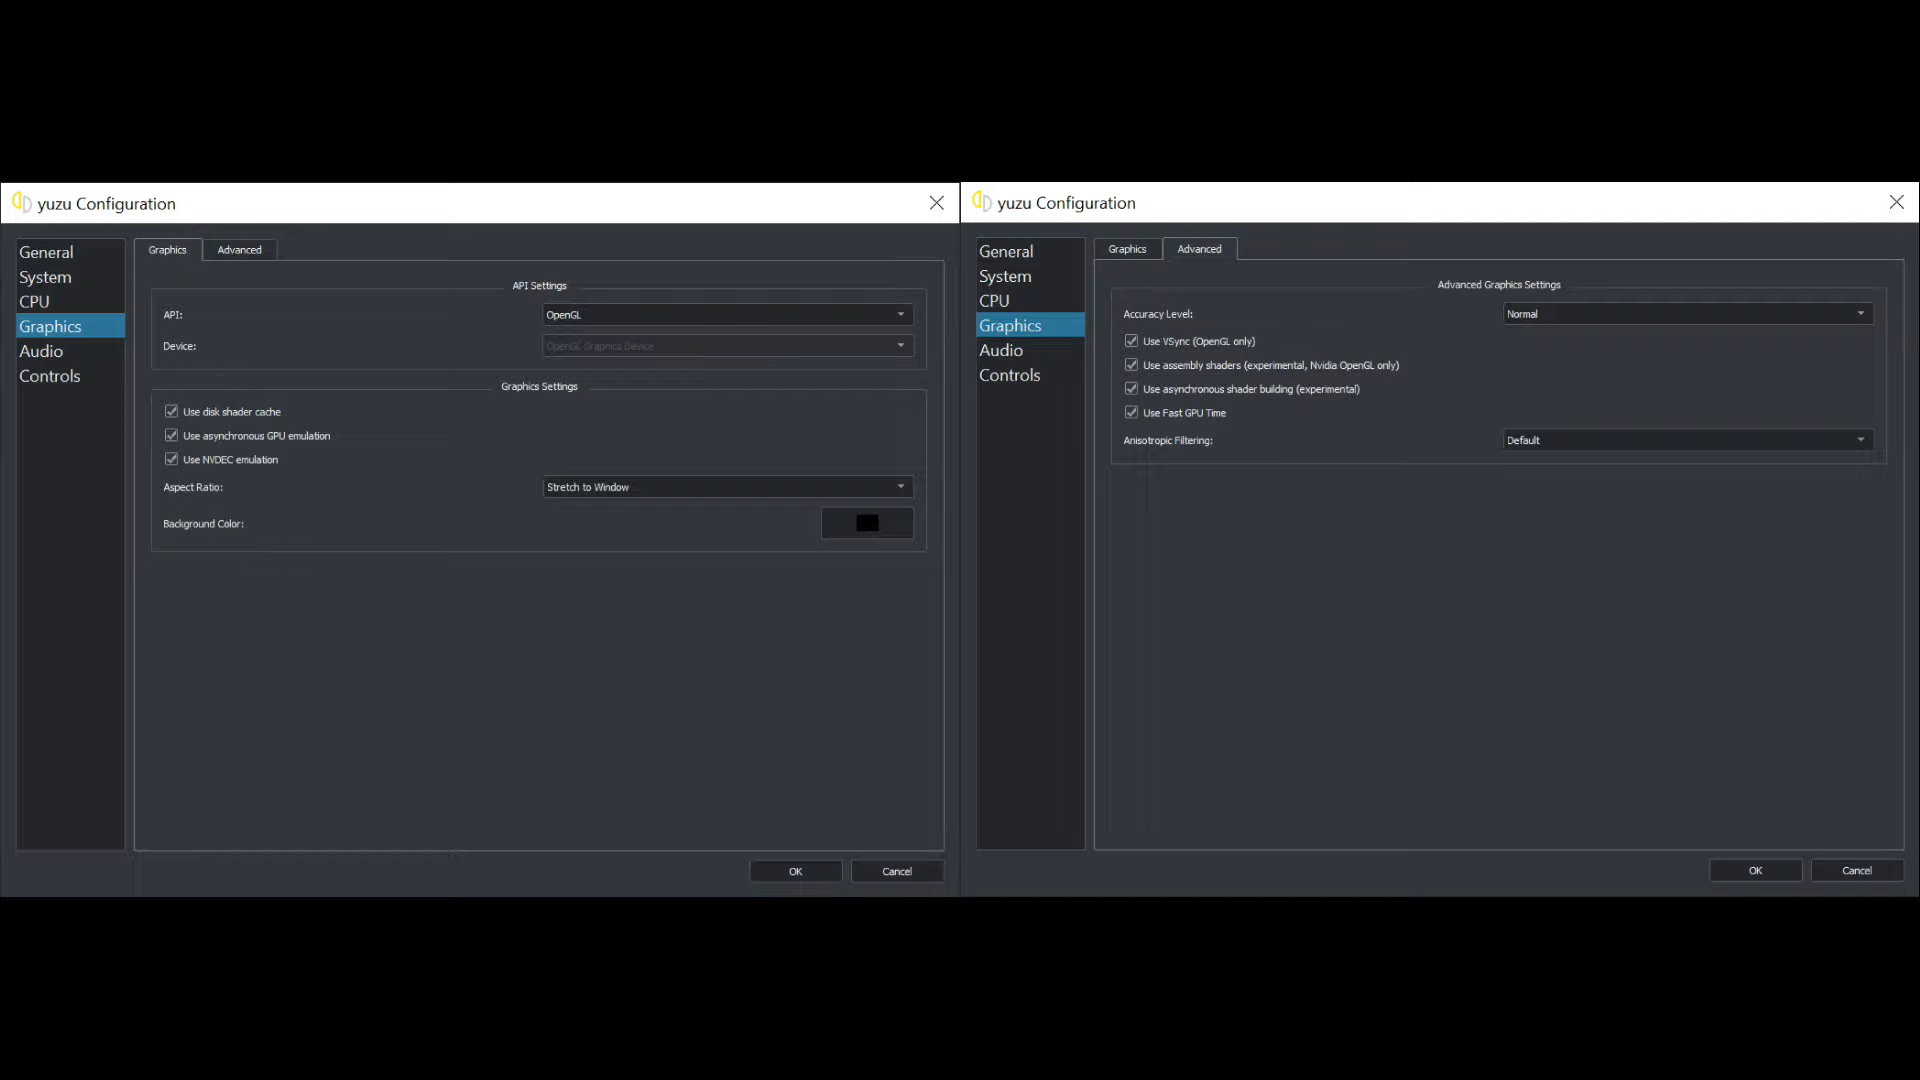 yuzu Configuration
General
System
CPU
Graphics
Audio
Controls
Graphics
Advanced
API Settings
API:
OpenGL
Device:
OpenGL Graphics Device
Graphics Settings
Use disk shader cache
Use asynchronous GPU emulation
Use NVDEC emulation
Aspect Ratio:
Stretch to Window
Background Color:
OK
Cancel
yuzu Configuration
General
System
CPU
Graphics
Audio
Controls
Graphics
Advanced
Advanced Graphics Settings
Accuracy Level:
Normal
Use VSync (OpenGL only)
Use assembly shaders (experimental, Nvidia OpenGL only)
Use asynchronous shader building (experimental)
Use Fast GPU Time
Anisotropic Filtering:
Default
OK
Cancel